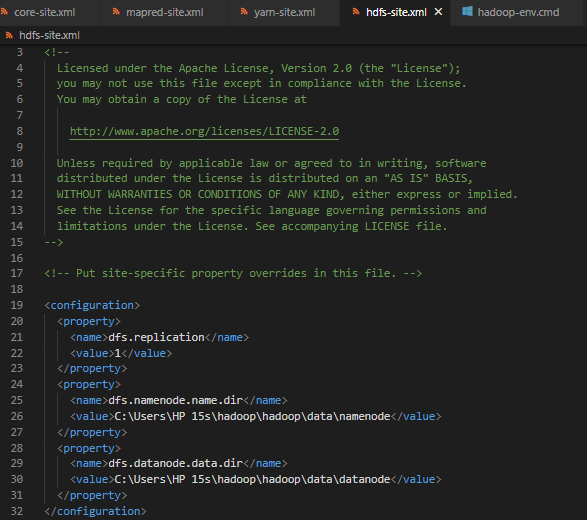 core-site.xml mapred-site.xml yarn-site.xml hdfs-site.xml hadoop-env.cmd
hdfs-site.xml
3 <!--
4 Licensed under the Apache License, Version 2.0 (the "License");
5 you may not use this file except in compliance with the License.
6 You may obtain a copy of the License at
7
8 http://www.apache.org/licenses/LICENSE-2.0
9
10 Unless required by applicable law or agreed to in writing, software
11 distributed under the License is distributed on an "AS IS" BASIS,
12 WITHOUT WARRANTIES OR CONDITIONS OF ANY KIND, either express or implied.
13 See the License for the specific language governing permissions and
14 limitations under the License. See accompanying LICENSE file.
15 -->
16
17 <!-- Put site-specific property overrides in this file. -->
18
19 <configuration>
20 <property>
21 <name>dfs.replication</name>
22 <value>1</value>
23 </property>
24 <property>
25 <name>dfs.namenode.name.dir</name>
26 <value>C:\Users\HP 15s\hadoop\hadoop\data\namenode</value>
27 </property>
28 <property>
29 <name>dfs.datanode.data.dir</name>
30 <value>C:\Users\HP 15s\hadoop\hadoop\data\datanode</value>
31 </property>
32 </configuration>